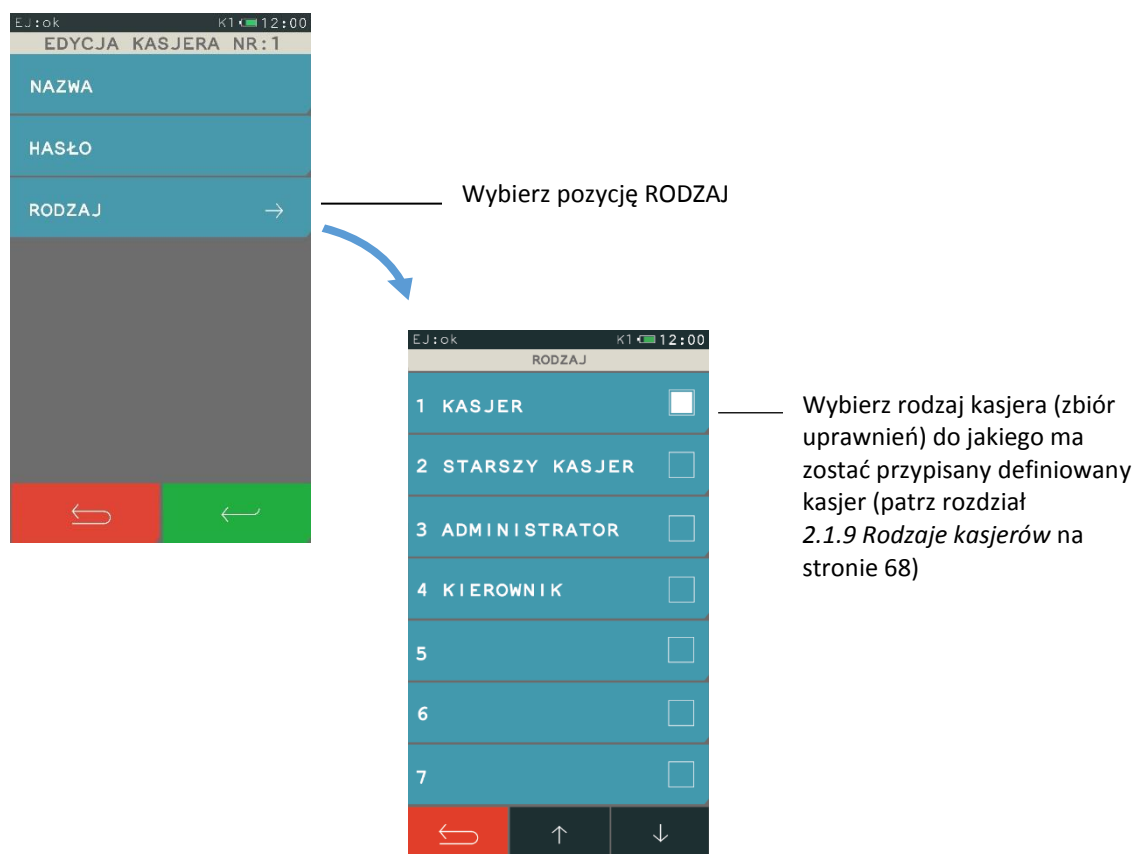 EJ:ok K1 12:00
EDYCJA KASJERA NR:1
NAZWA
HASŁO
RODZAJ →
Wybierz pozycję RODZAJ
EJ:ok K1 12:00
RODZAJ
1 KASJER
2 STARSZY KASJER
3 ADMINISTRATOR
4 KIEROWNIK
5
6
7
Wybierz rodzaj kasjera (zbiór
uprawnień) do jakiego ma
zostać przypisany definiowany
kasjer (patrz rozdział
2.1.9 Rodzaje kasjerów na
stronie 68)